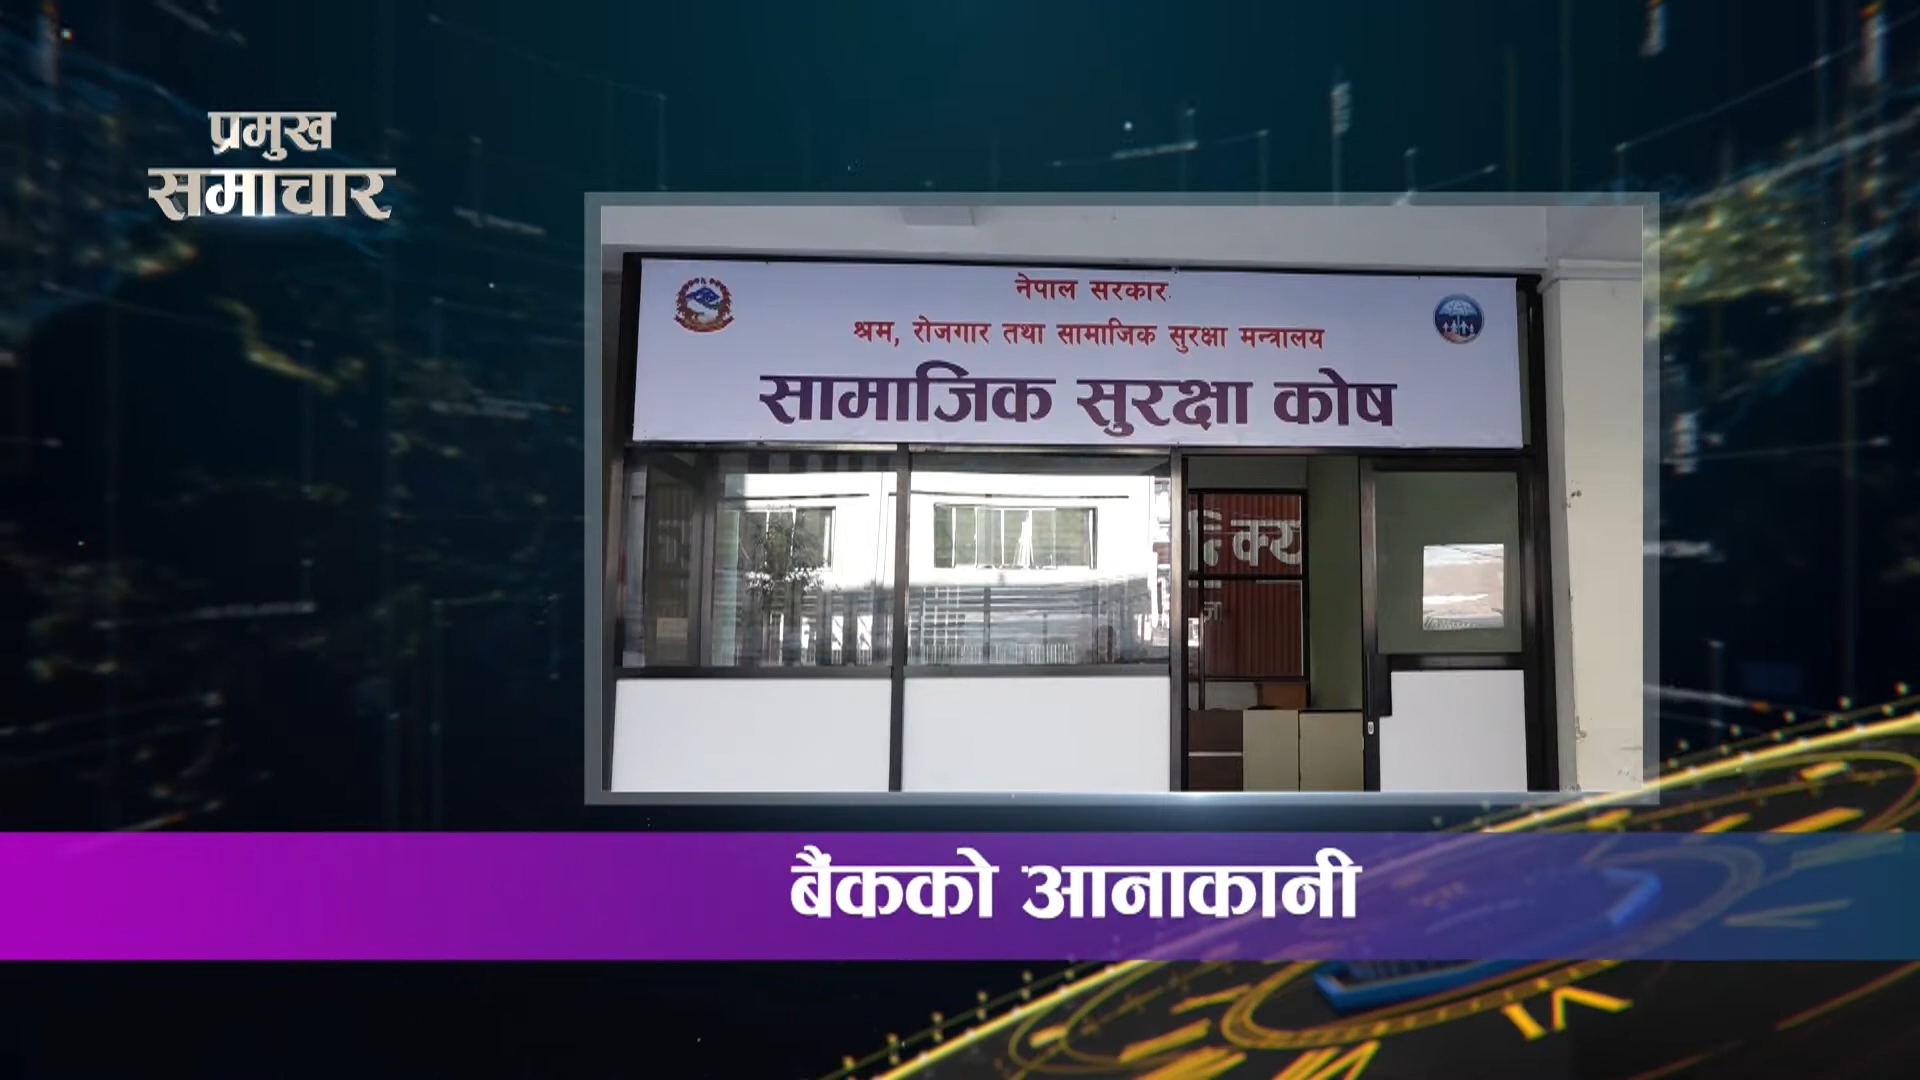 प्रमुख
समाचार
नेपाल सरकार
श्रम, रोजगार तथा सामाजिक सुरक्षा मन्त्रालय
सामाजिक सुरक्षा कोष
बैंकको आनाकानी